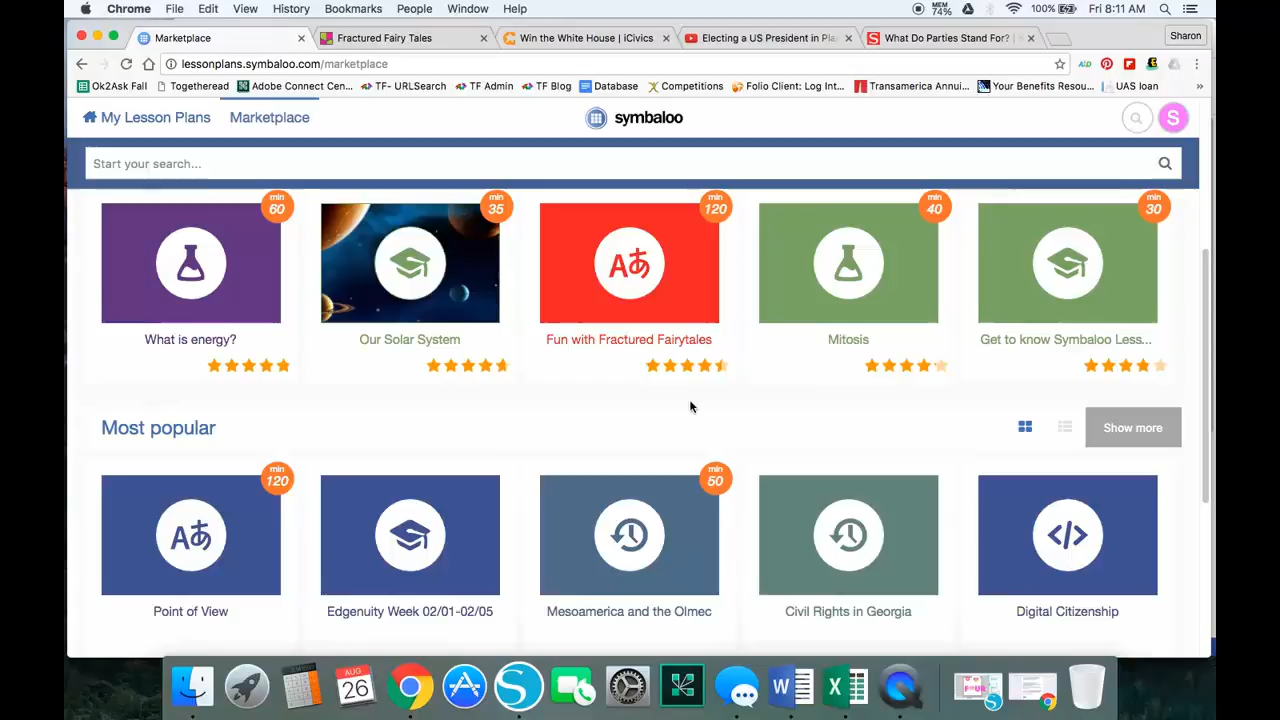 Chrome File Edit View History Bookmarks People Window Help MEM 74% 100% Fri 8:11 AM
Marketplace Fractured Fairy Tales Win the White House | iCivics Electing a US President in Pla What Do Parties Stand For? | S Sharon
lessonplans.symbaloo.com/marketplace
Ok2Ask Fall Togetheread Adobe Connect Cen... TF- URLSearch TF Admin TF Blog Database Competitions Folio Client: Log Int... Transamerica Annui... Your Benefits Resou... UAS loan »
My Lesson Plans Marketplace symbaloo S
Start your search...
min 60 min 35 min 120 min 40 min 30
Aあ
What is energy? Our Solar System Fun with Fractured Fairytales Mitosis Get to know Symbaloo Less...
Most popular Show more
min 120 min 50
Aあ </>
Point of View Edgenuity Week 02/01-02/05 Mesoamerica and the Olmec Civil Rights in Georgia Digital Citizenship
AUG 26